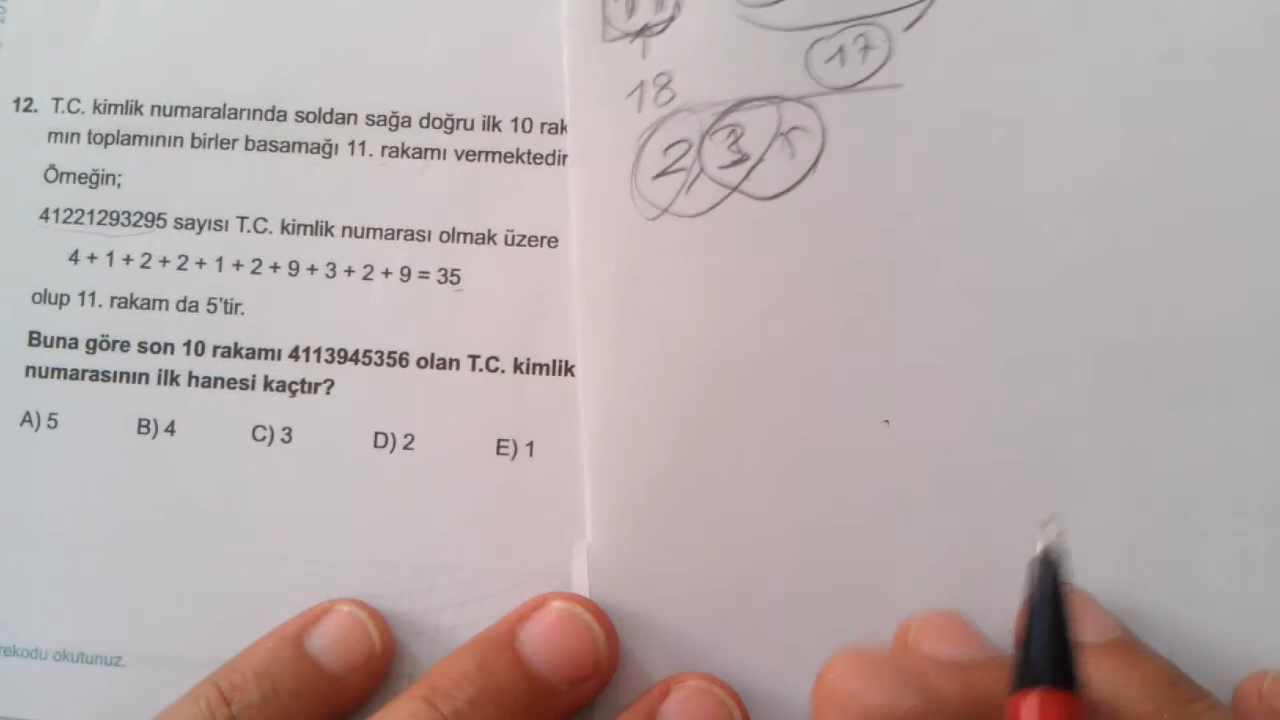 12. T.C. kimlik numaralarında soldan sağa doğru ilk 10 rak
mın toplamının birler basamağı 11. rakamı vermektedir
Örneğin;
41221293295 sayısı T.C. kimlik numarası olmak üzere
4 + 1 + 2 + 2 + 1 + 2 + 9 + 3 + 2 + 9 = 35
olup 11. rakam da 5'tir.
Buna göre son 10 rakamı 4113945356 olan T.C. kimlik
numarasının ilk hanesi kaçtır?
A) 5 B) 4 C) 3 D) 2 E) 1
rekodu okutunuz.
17
18
2, 3